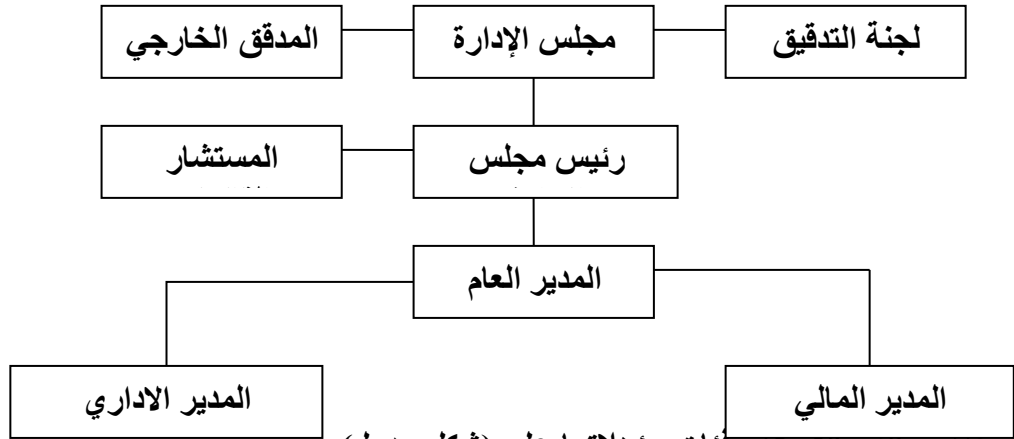 لجنة التدقيق
مجلس الإدارة
المدقق الخارجي
رئيس مجلس
المستشار
المدير العام
المدير المالي
المدير الاداري